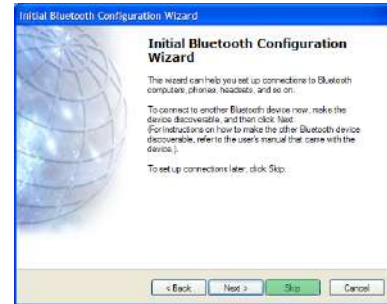 Initial Bluetooth Configuration Wizard
Initial Bluetooth Configuration
Wizard
This wizard can help you set up connections to Bluetooth
computers, phones, headsets, and so on.
To connect to another Bluetooth device now, make the
device discoverable, and then click Next.
(For instructions on how to make the other Bluetooth device
discoverable, refer to the user's manual that came with the
device.)
To set up connections later, click Skip.
< Back
Next >
Skip
Cancel